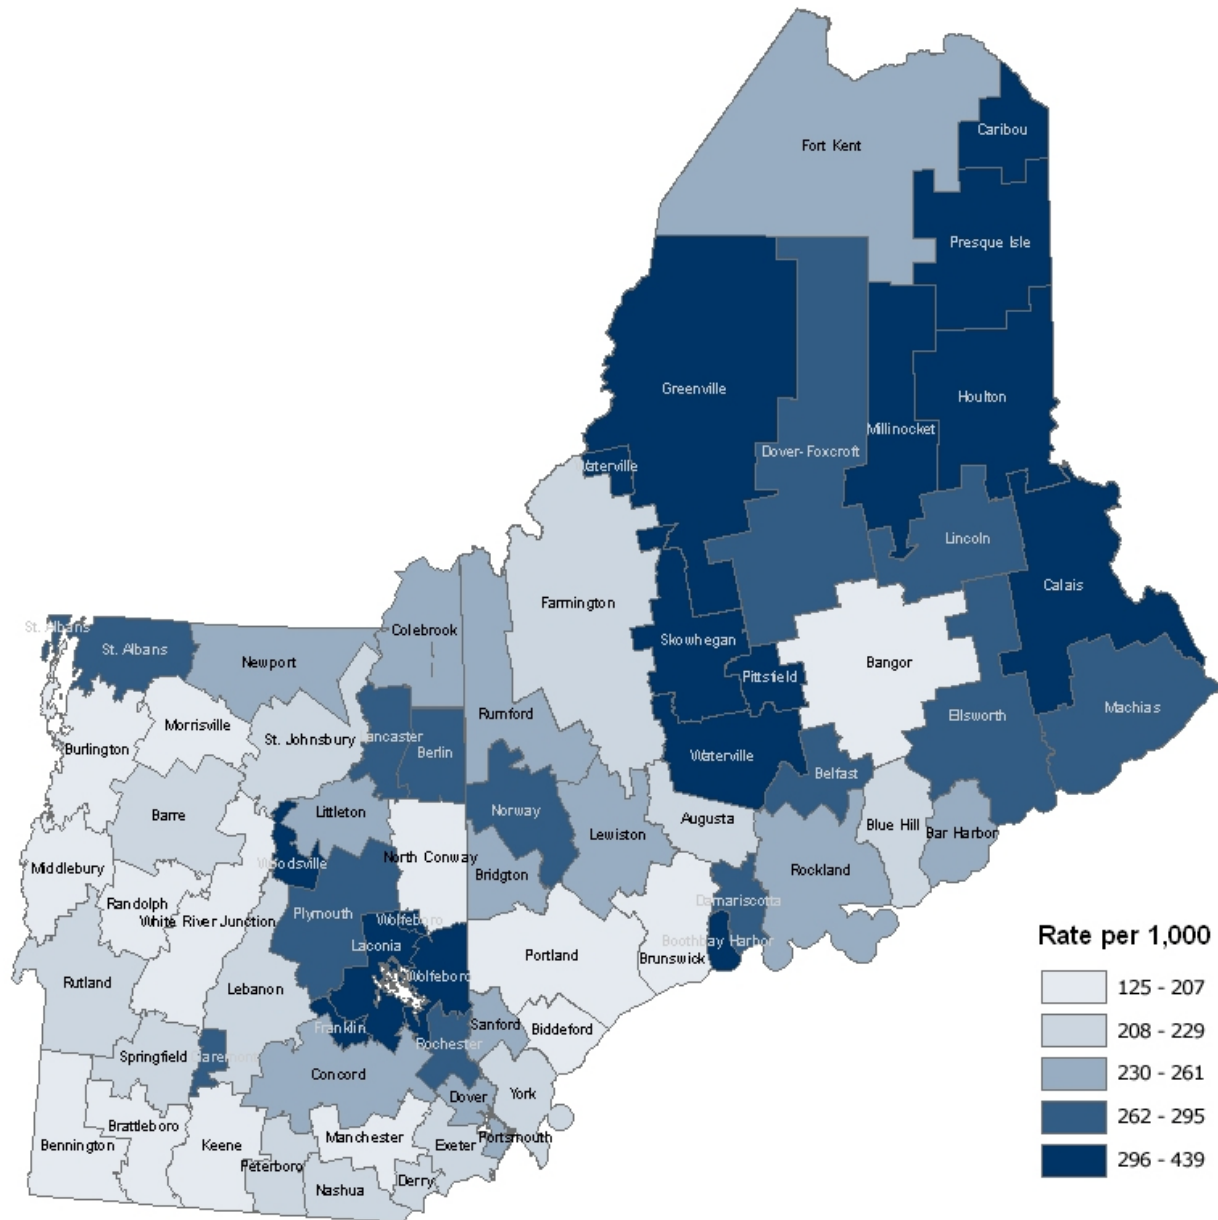 Caribou
Fort Kent
Presque Isle
Greenville
Houlton
Millinocket
Dover-Foxcroft
Waterville
Lincoln
Calais
Farmington
St. Albans
Colebrook
Skowhegan
St. Albans
Newport
Bangor
Pittsfield
Machias
Rumford
Ellsworth
Morrisville
St. Johnsbury
Lancaster
Burlington
Berlin
Waterville
Belfast
Barre
Littleton
Norway
Augusta
Blue Hill
Lewiston
Bar Harbor
North Conway
Middlebury
Woodsville
Bridgton
Rockland
Randolph
Damariscotta
Plymouth
White River Junction
Wolfeboro
Laconia
Boothbay Harbor
Portland
Brunswick
Rate per 1,000
Wolfeboro
Rutland
Lebanon
125 - 207
Sanford
Franklin
Biddeford
208 - 229
Rochester
Springfield
Claremont
Concord
230 - 261
Dover
York
262 - 295
Brattleboro
Manchester
Portsmouth
Bennington
Keene
Exeter
296 - 439
Peterboro
Derry
Nashua